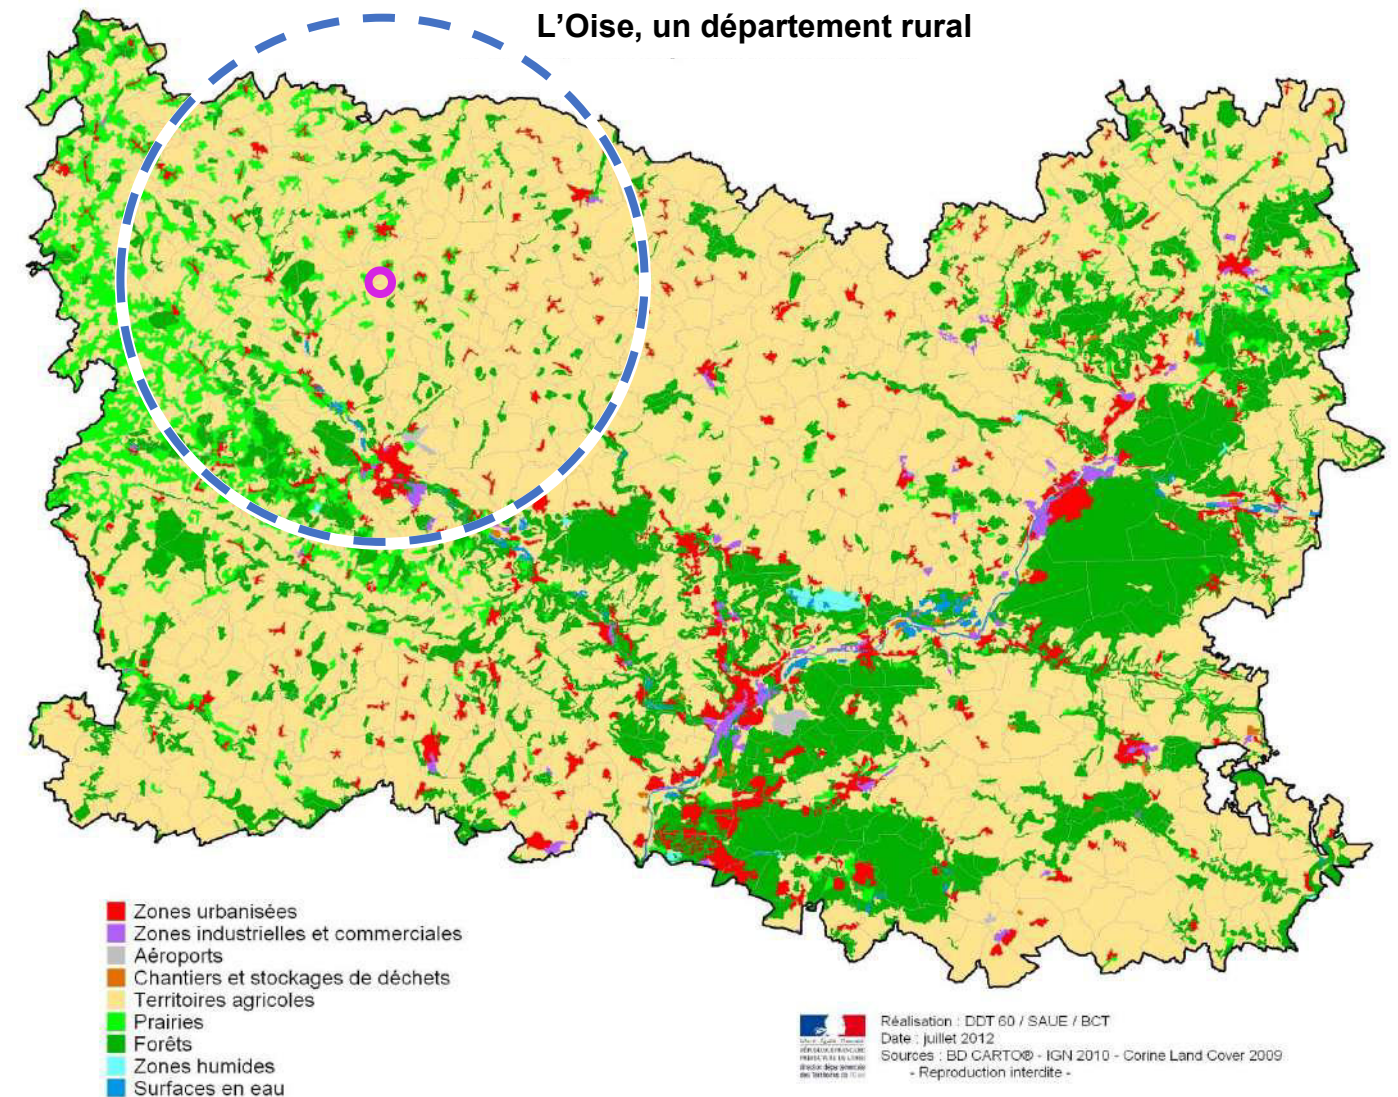 L'Oise, un département rural
Zones urbanisées
Zones industrielles et commerciales
Aéroports
Chantiers et stockages de déchets
Territoires agricoles
Prairies
Forêts
Zones humides
Surfaces en eau
Réalisation : DDT 60 / SAUE / BCT
Date : juillet 2012
Sources : BD CARTO® - IGN 2010 - Corine Land Cover 2009
- Reproduction interdite -